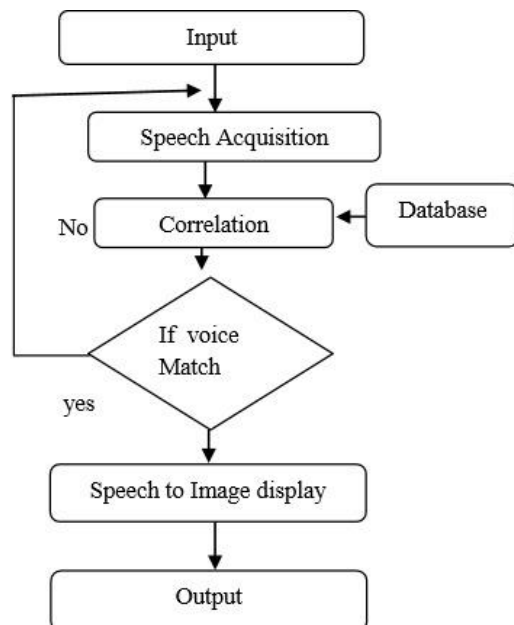 Input
Speech Acquisition
Database
No
Correlation
If voice
Match
yes
Speech to Image display
Output